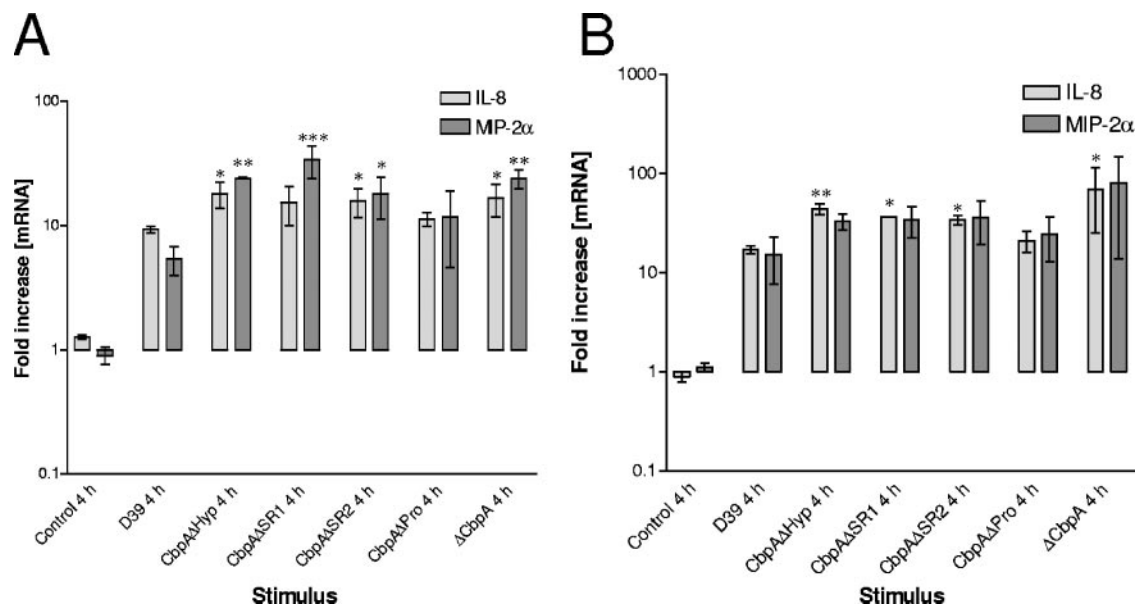 A
100
10
1
0.1
Fold increase [mRNA]
IL-8
MIP-2α
* ** *** * * * **
Control 4 h
D39 4 h
CbpAΔHyp 4 h
CbpAΔSR1 4 h
CbpAΔSR2 4 h
CbpAΔPro 4 h
ΔCbpA 4 h
Stimulus
B
1000
100
10
1
0.1
Fold increase [mRNA]
IL-8
MIP-2α
** * * *
Control 4 h
D39 4 h
CbpAΔHyp 4 h
CbpAΔSR1 4 h
CbpAΔSR2 4 h
CbpAΔPro 4 h
ΔCbpA 4 h
Stimulus